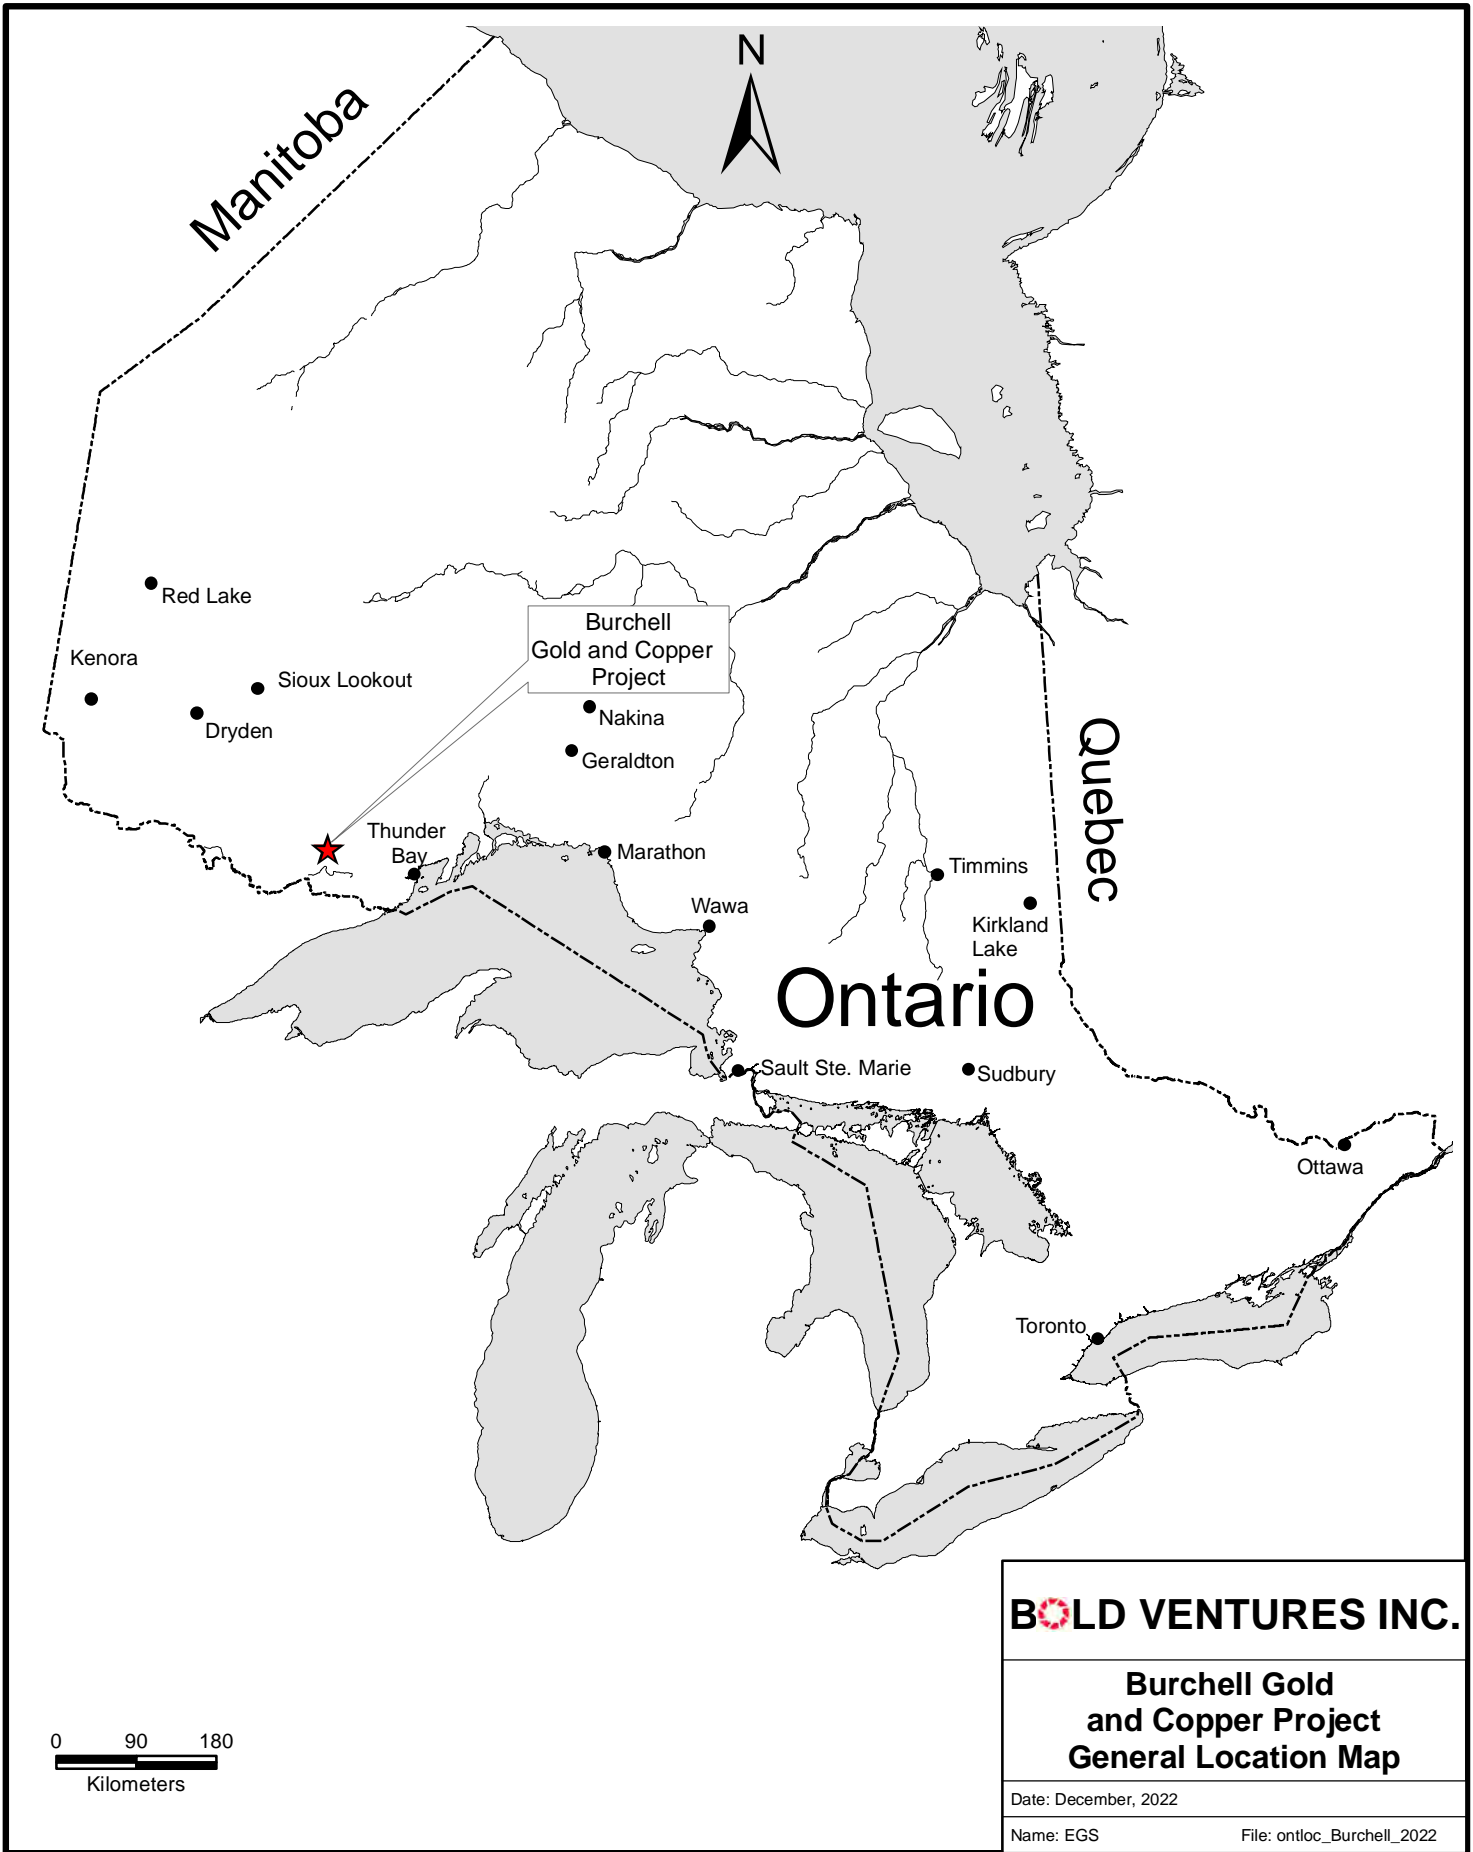 N
Manitoba
Red Lake
Burchell
Gold and Copper
Project
Kenora
Sioux Lookout
Dryden
Nakina
Geraldton
Quebec
Thunder
Bay
Marathon
Timmins
Wawa
Kirkland
Lake
Ontario
Sault Ste. Marie
Sudbury
Ottawa
Toronto
BOLD VENTURES INC.
Burchell Gold
and Copper Project
General Location Map
0 90 180
Kilometers
Date: December, 2022
Name: EGS File: ontloc_Burchell_2022